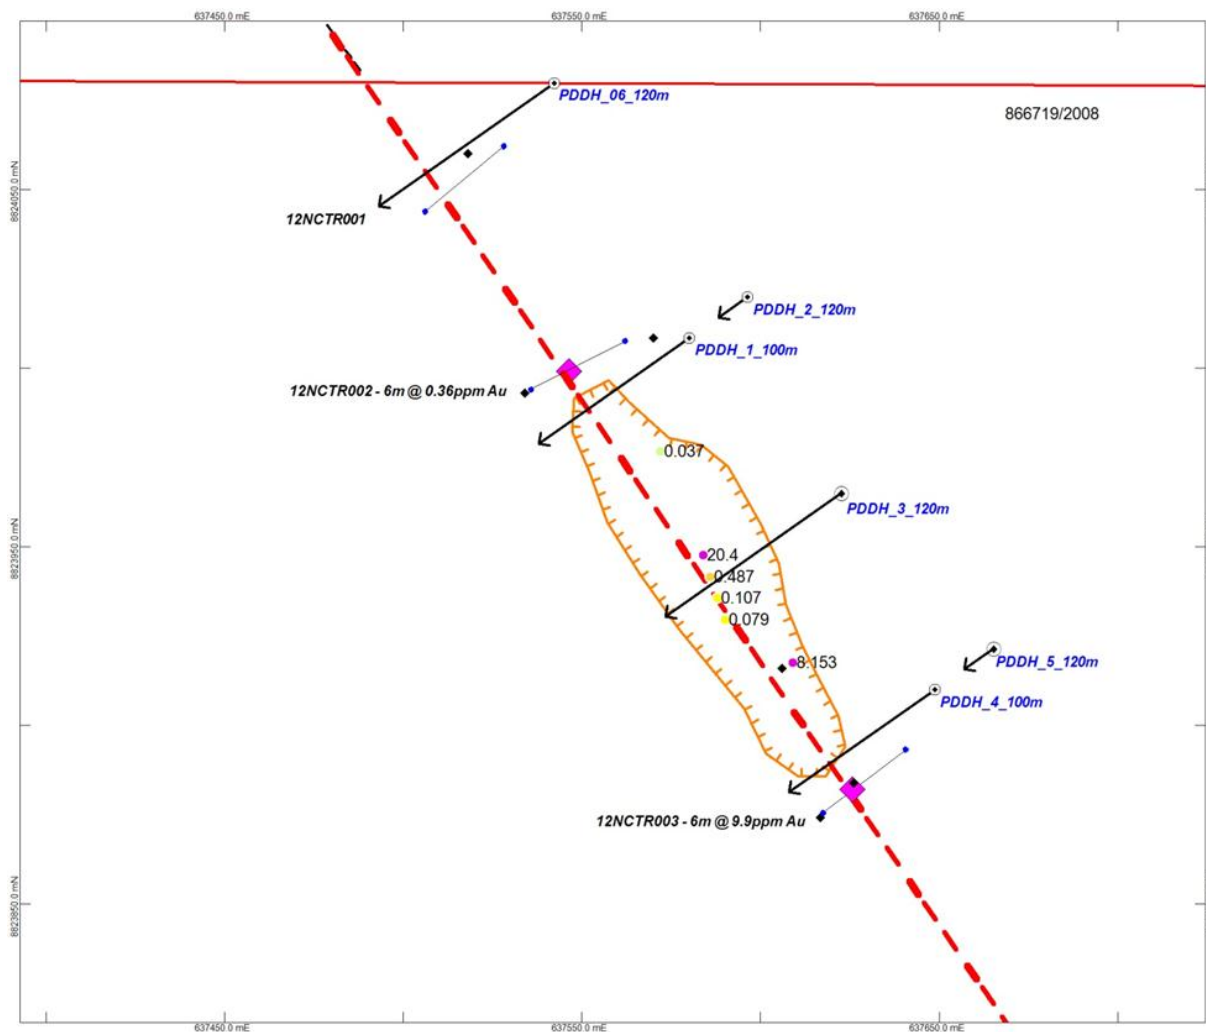 637450.0 mE
637550.0 mE
637650.0 mE
PDDH_06_120m
866719/2008
8824050.0 mN
12NCTR001
PDDH_2_120m
PDDH_1_100m
12NCTR002 - 6m @ 0.36ppm Au
0.037
PDDH_3_120m
8823950.0 mN
20.4
0.487
0.107
0.079
8.153
PDDH_5_120m
PDDH_4_100m
12NCTR003 - 6m @ 9.9ppm Au
8823850.0 mN
637450.0 mE
637550.0 mE
637650.0 mE